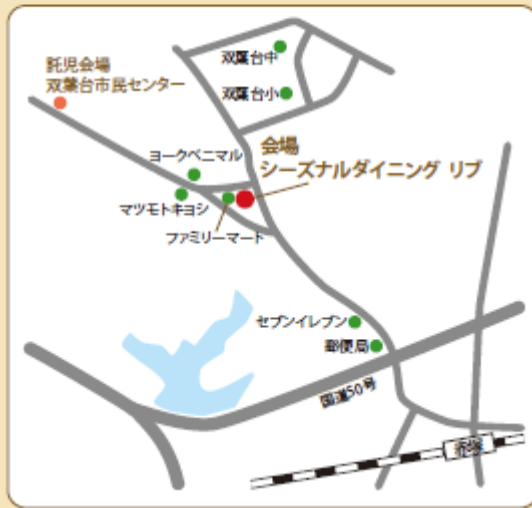 双葉台中
託児会場
双葉台市民センター
双葉台小
ヨークベニマル
会場
シーズナルダイニング リブ
マツモトキヨシ
ファミリーマート
セブンイレブン
郵便局
国道50号
赤塚